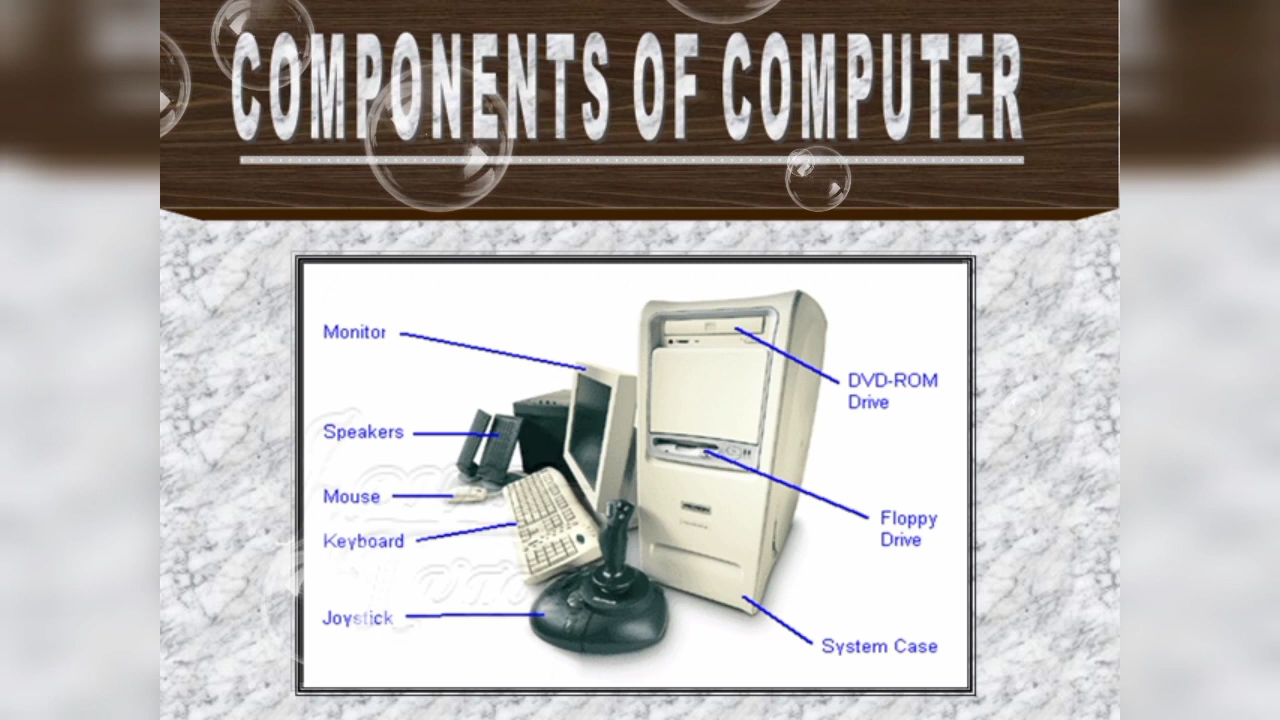 COMPONENTS OF COMPUTER
Monitor
Speakers
Mouse
Keyboard
Joystick
DVD-ROM
Drive
Floppy
Drive
System Case